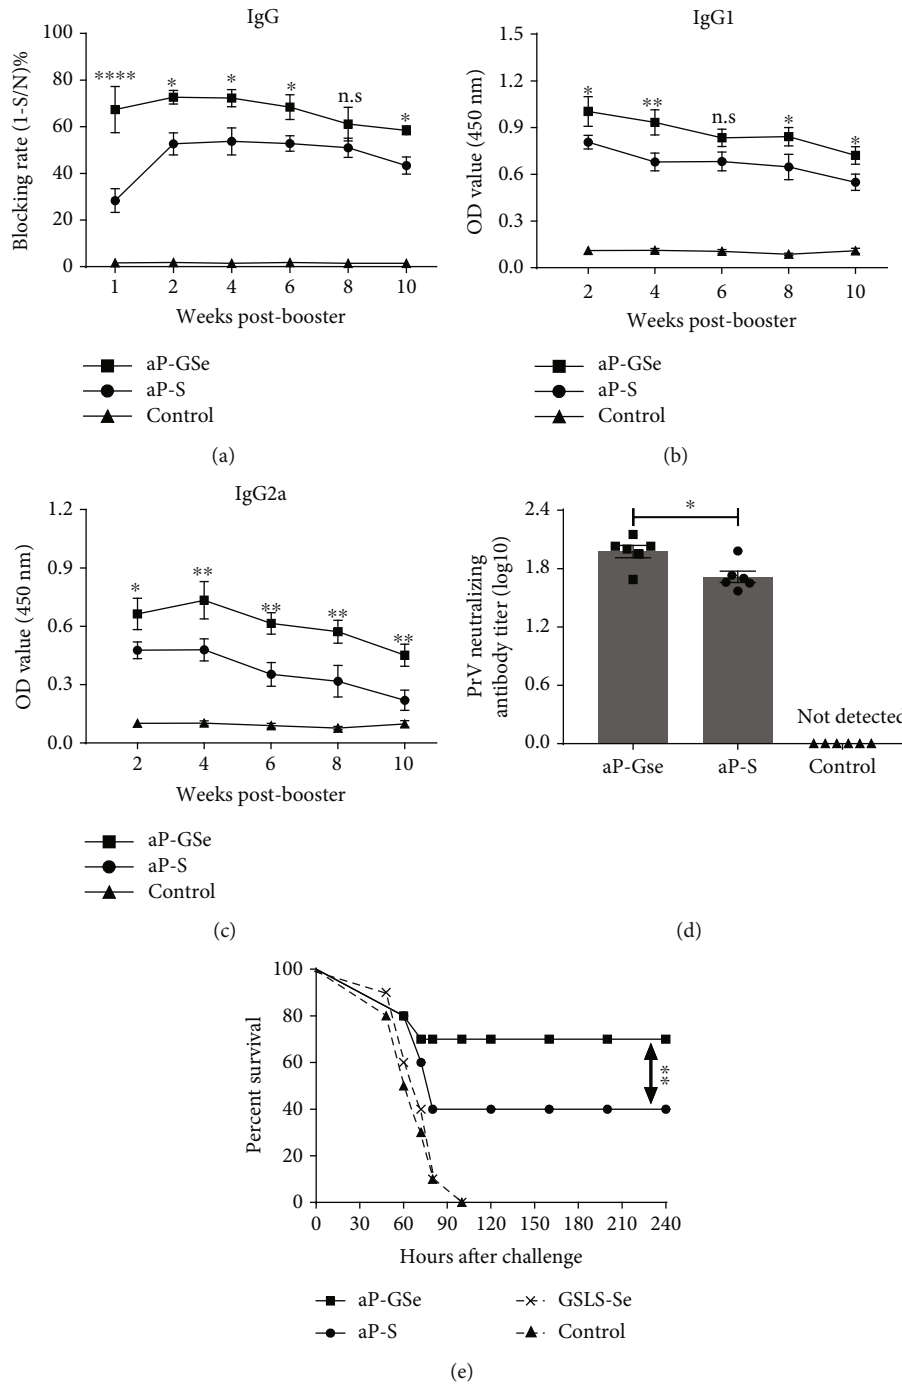 IgG
Blocking rate (1-S/N)%
100
80
60
40
20
0
**** * * * n.s *
1 2 4 6 8 10
Weeks post-booster
aP-GSe
aP-S
Control
(a)
IgG1
OD value (450 nm)
1.5
1.2
0.9
0.6
0.3
0.0
* ** n.s * *
2 4 6 8 10
Weeks post-booster
aP-GSe
aP-S
Control
(b)
IgG2a
OD value (450 nm)
1.2
0.9
0.6
0.3
0.0
* ** ** ** **
2 4 6 8 10
Weeks post-booster
aP-GSe
aP-S
Control
(c)
PrV neutralizing
antibody titer (log10)
2.4
1.8
1.2
0.6
0.0
*
Not detected
aP-Gse aP-S Control
(d)
Percent survival
100
80
60
40
20
0
**
0 30 60 90 120 150 180 210 240
Hours after challenge
aP-GSe GSLS-Se
aP-S Control
(e)